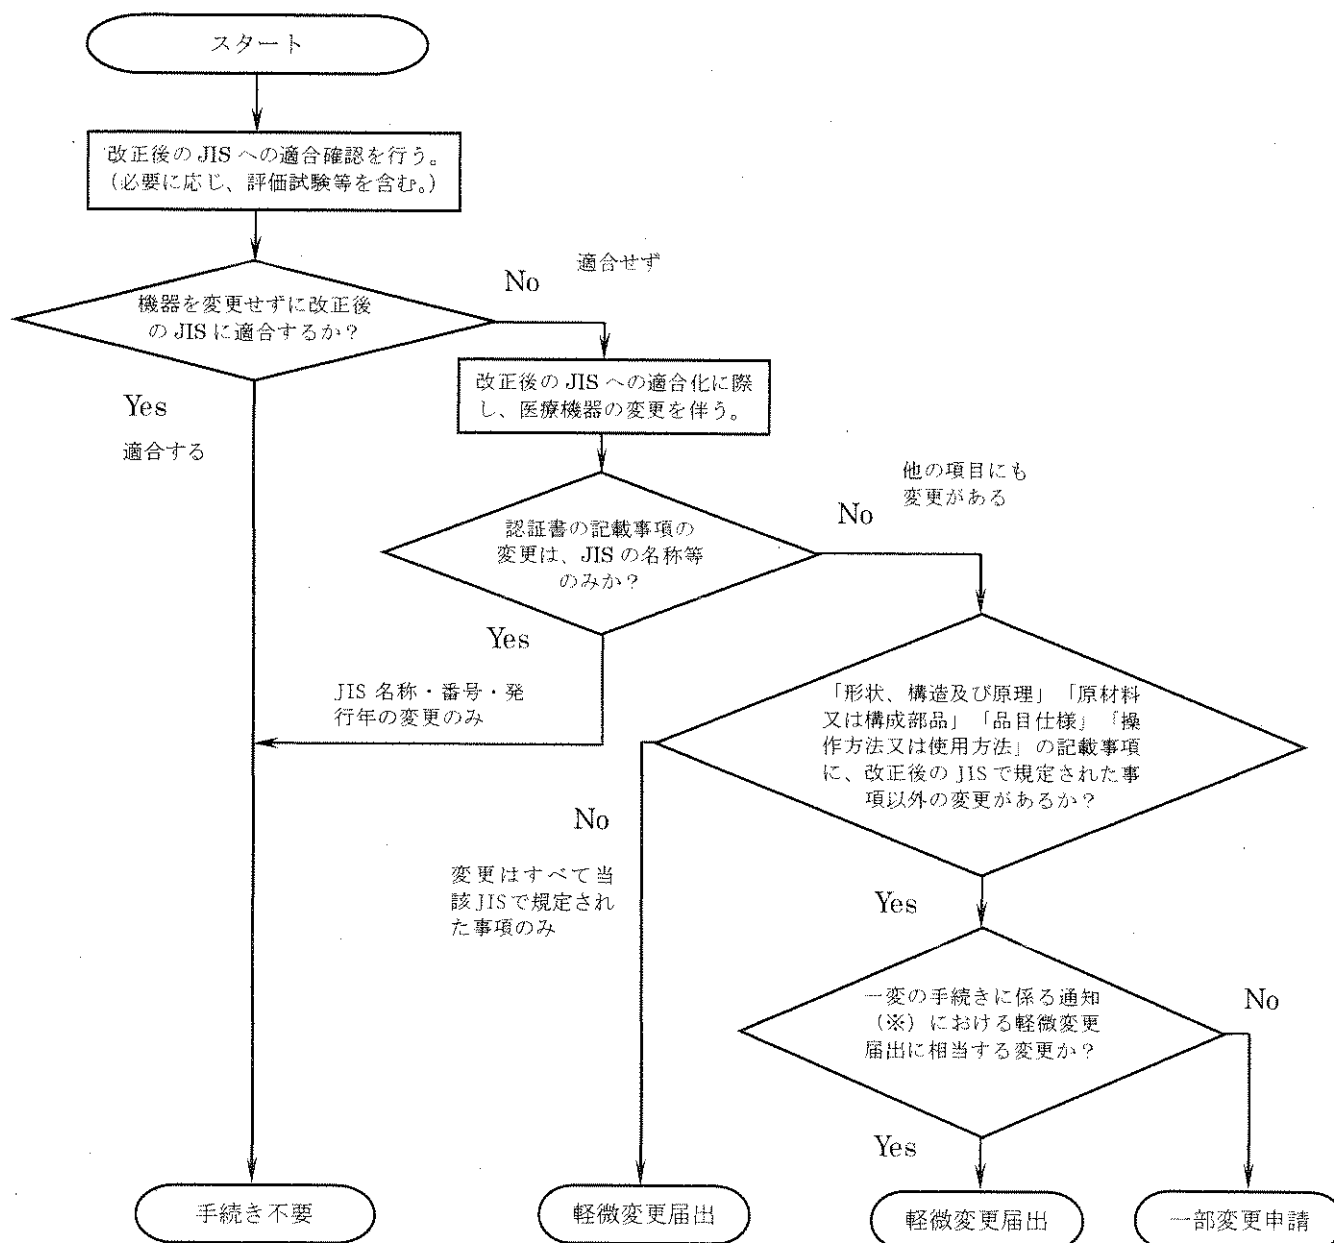 スタート
改正後の JIS への適合確認を行う。
(必要に応じ、評価試験等を含む。)
機器を変更せずに改正後
の JIS に適合するか?
No
適合せず
Yes
適合する
改正後の JIS への適合化に際
し、医療機器の変更を伴う。
認証書の記載事項の
変更は、JIS の名称等
のみか?
No
他の項目にも
変更がある
Yes
JIS 名称・番号・発
行年の変更のみ
「形状、構造及び原理」「原材料
又は構成部品」「品目仕様」「操
作方法又は使用方法」の記載事項
に、改正後の JIS で規定された事
項以外の変更があるか?
No
変更はすべて当
該 JIS で規定され
た事項のみ
Yes
一変の手続きに係る通知
(※)における軽微変更
届出に相当する変更か?
No
Yes
手続き不要
軽微変更届出
軽微変更届出
一部変更申請